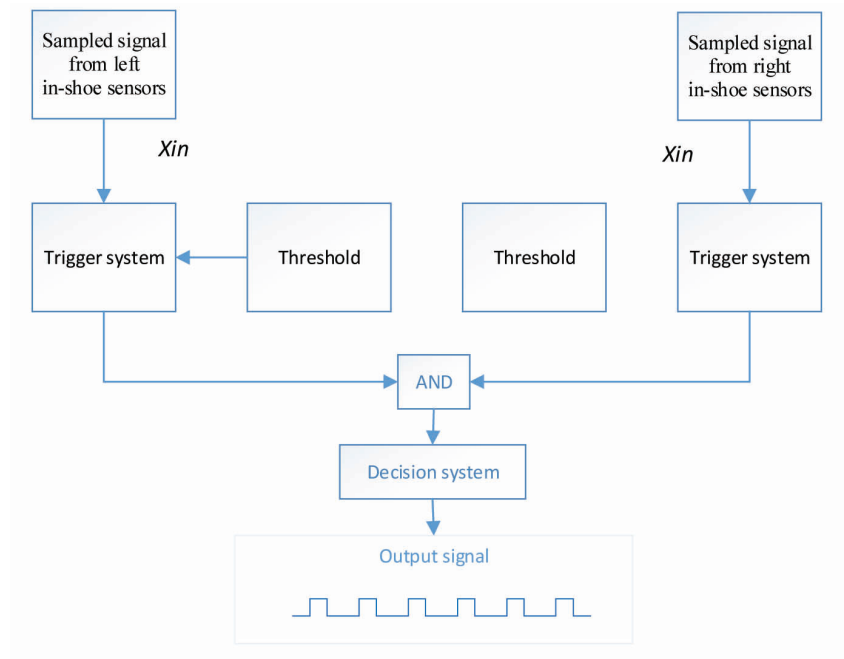 Sampled signal
from left
in-shoe sensors
Sampled signal
from right
in-shoe sensors
Xin
Xin
Trigger system
Threshold
Threshold
Trigger system
AND
Decision system
Output signal